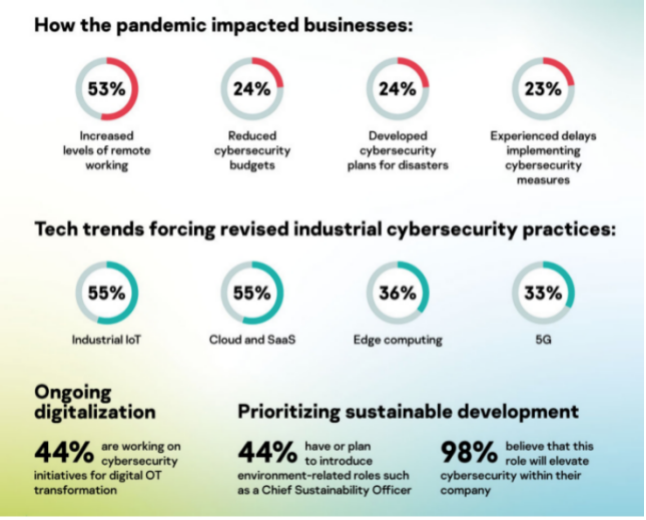 How the pandemic impacted businesses:
53%
24%
24%
23%
Increased
levels of remote
working
Reduced
cybersecurity
budgets
Developed
cybersecurity
plans for disasters
Experienced delays
implementing
cybersecurity
measures
Tech trends forcing revised industrial cybersecurity practices:
55%
55%
36%
33%
Industrial IoT
Cloud and SaaS
Edge computing
5G
Ongoing
digitalization
44% are working on
cybersecurity
initiatives for digital OT
transformation
Prioritizing sustainable development
44% have or plan
to introduce
environment-related roles such
as a Chief Sustainability Officer
98% believe that this
role will elevate
cybersecurity within their
company